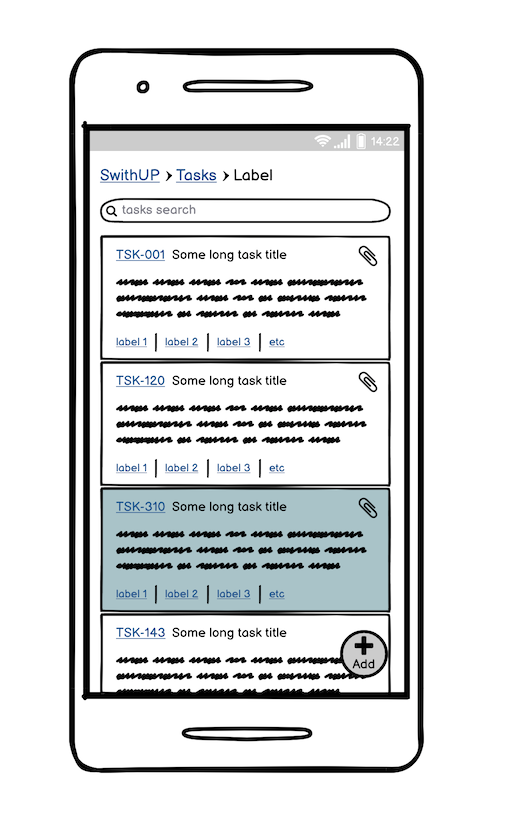 14:22
SwithUP > Tasks > Label
tasks search
TSK-001 Some long task title
label 1 | label 2 | label 3 | etc
TSK-120 Some long task title
label 1 | label 2 | label 3 | etc
TSK-310 Some long task title
label 1 | label 2 | label 3 | etc
TSK-143 Some long task title
Add